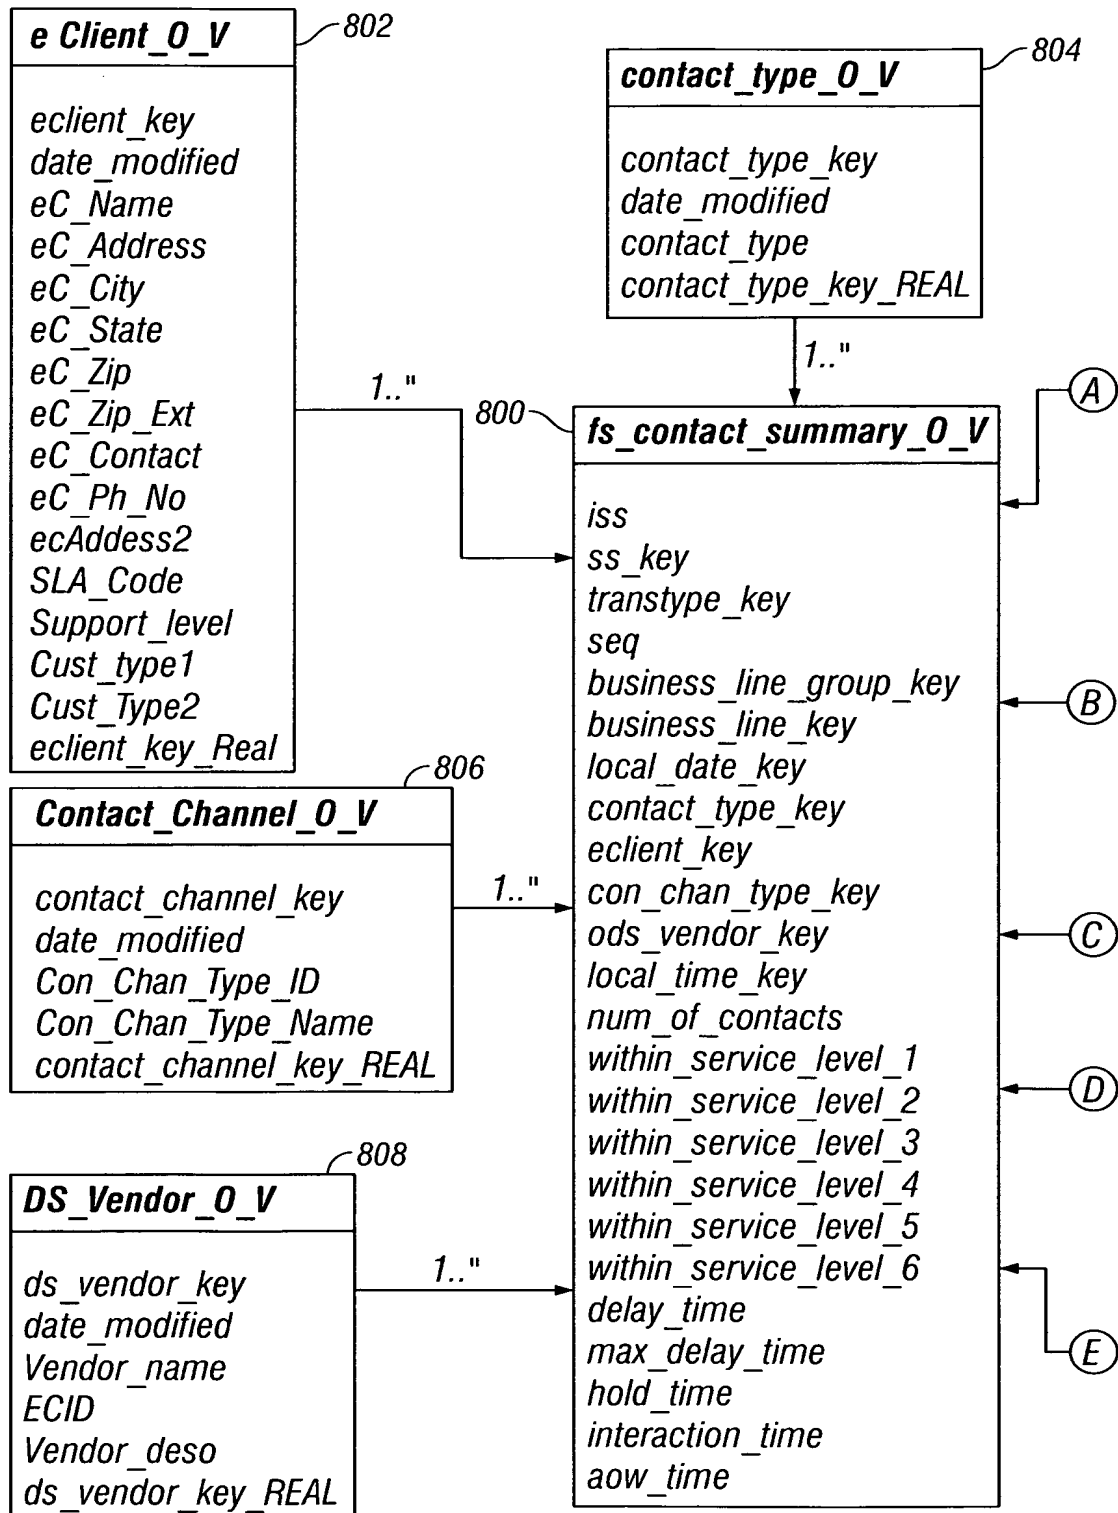 e Client_O_V
802
eclient_key
date_modified
eC_Name
eC_Address
eC_City
eC_State
eC_Zip
eC_Zip_Ext
eC_Contact
eC_Ph_No
ecAddess2
SLA_Code
Support_level
Cust_type1
Cust_Type2
eclient_key_Real
1.."
contact_type_O_V
804
contact_type_key
date_modified
contact_type
contact_type_key_REAL
1.."
Contact_Channel_O_V
806
contact_channel_key
date_modified
Con_Chan_Type_ID
Con_Chan_Type_Name
contact_channel_key_REAL
1.."
DS_Vendor_O_V
808
ds_vendor_key
date_modified
Vendor_name
ECID
Vendor_deso
ds_vendor_key_REAL
1.."
800
fs_contact_summary_O_V
iss
ss_key
transtype_key
seq
business_line_group_key
business_line_key
local_date_key
contact_type_key
eclient_key
con_chan_type_key
ods_vendor_key
local_time_key
num_of_contacts
within_service_level_1
within_service_level_2
within_service_level_3
within_service_level_4
within_service_level_5
within_service_level_6
delay_time
max_delay_time
hold_time
interaction_time
aow_time
A
B
C
D
E